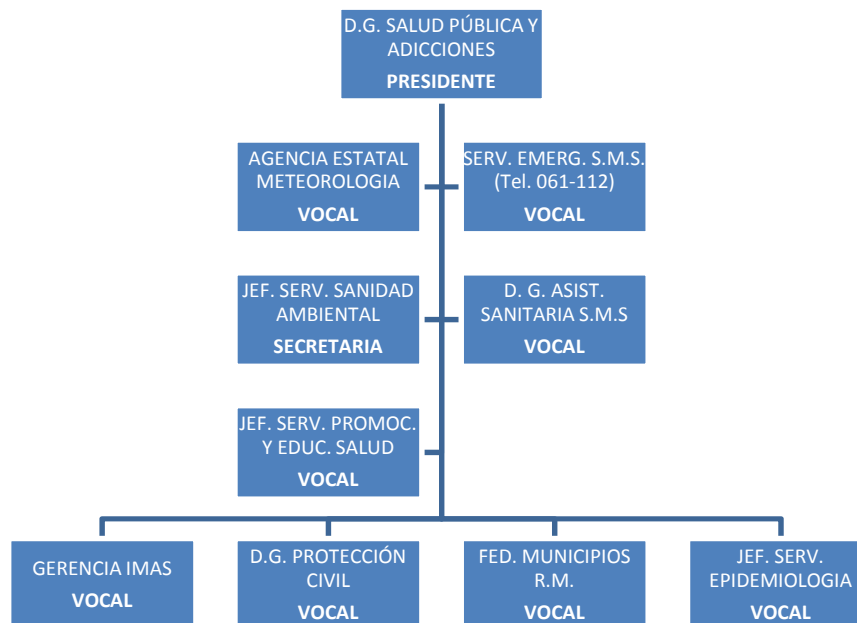 D.G. SALUD PÚBLICA Y
ADICCIONES
PRESIDENTE
AGENCIA ESTATAL
METEOROLOGIA
VOCAL
SERV. EMERG. S.M.S.
(Tel. 061-112)
VOCAL
JEF. SERV. SANIDAD
AMBIENTAL
SECRETARIA
D. G. ASIST.
SANITARIA S.M.S
VOCAL
JEF. SERV. PROMOC.
Y EDUC. SALUD
VOCAL
GERENCIA IMAS
VOCAL
D.G. PROTECCIÓN
CIVIL
VOCAL
FED. MUNICIPIOS
R.M.
VOCAL
JEF. SERV.
EPIDEMIOLOGIA
VOCAL